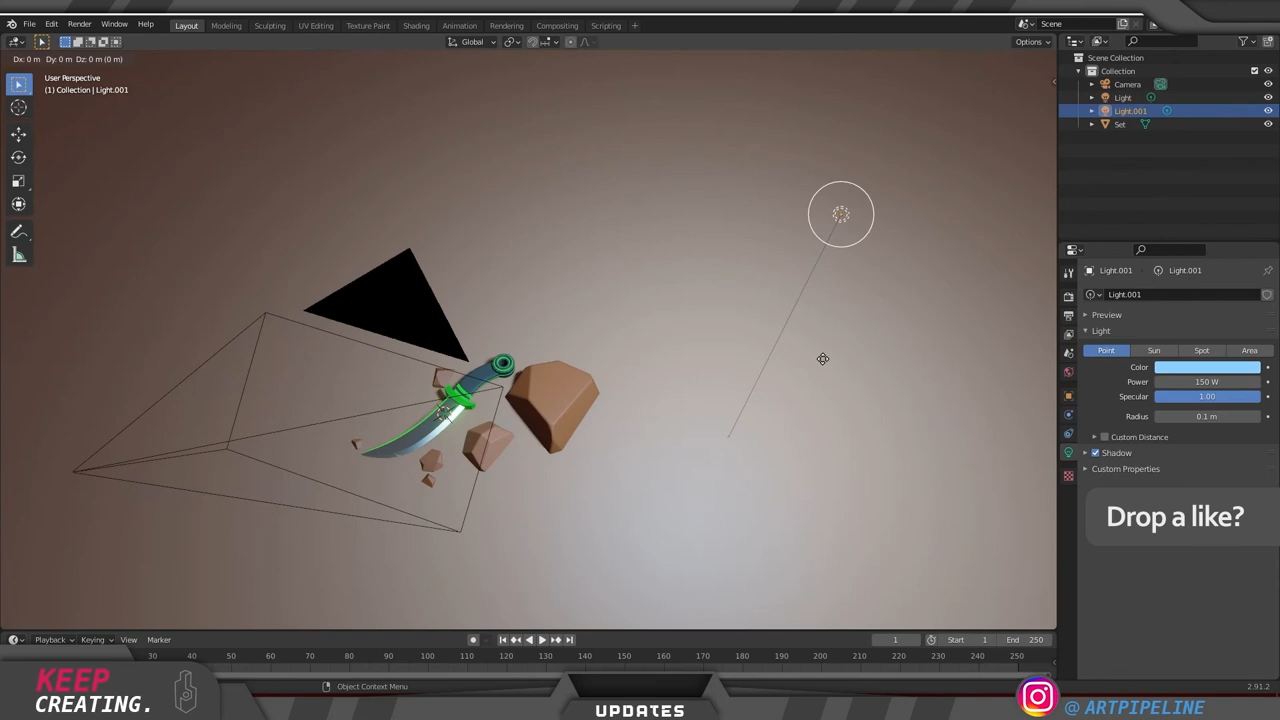 File Edit Render Window Help Layout Modeling Sculpting UV Editing Texture Paint Shading Animation Rendering Compositing Scripting + Scene
Global Options
Dx: 0 m Dy: 0 m Dz: 0 m (0 m)
User Perspective
(1) Collection | Light.001
Scene Collection
Collection
Camera
Light
Light.001
Set
Light.001 Light.001
Light.001
Preview
Light
Point Sun Spot Area
Color
Power 150 W
Specular 1.00
Radius 0.1 m
Custom Distance
Shadow
Custom Properties
Drop a like?
Playback Keying View Marker 1 Start 1 End 250
30 50 60 70 80 90 100 110 120 130 140 150 160 170 180 190 200 210 220 230 240 250
Object Context Menu 2.91.2
KEEP
CREATING.
UPDATES
@ ARTPIPELINE